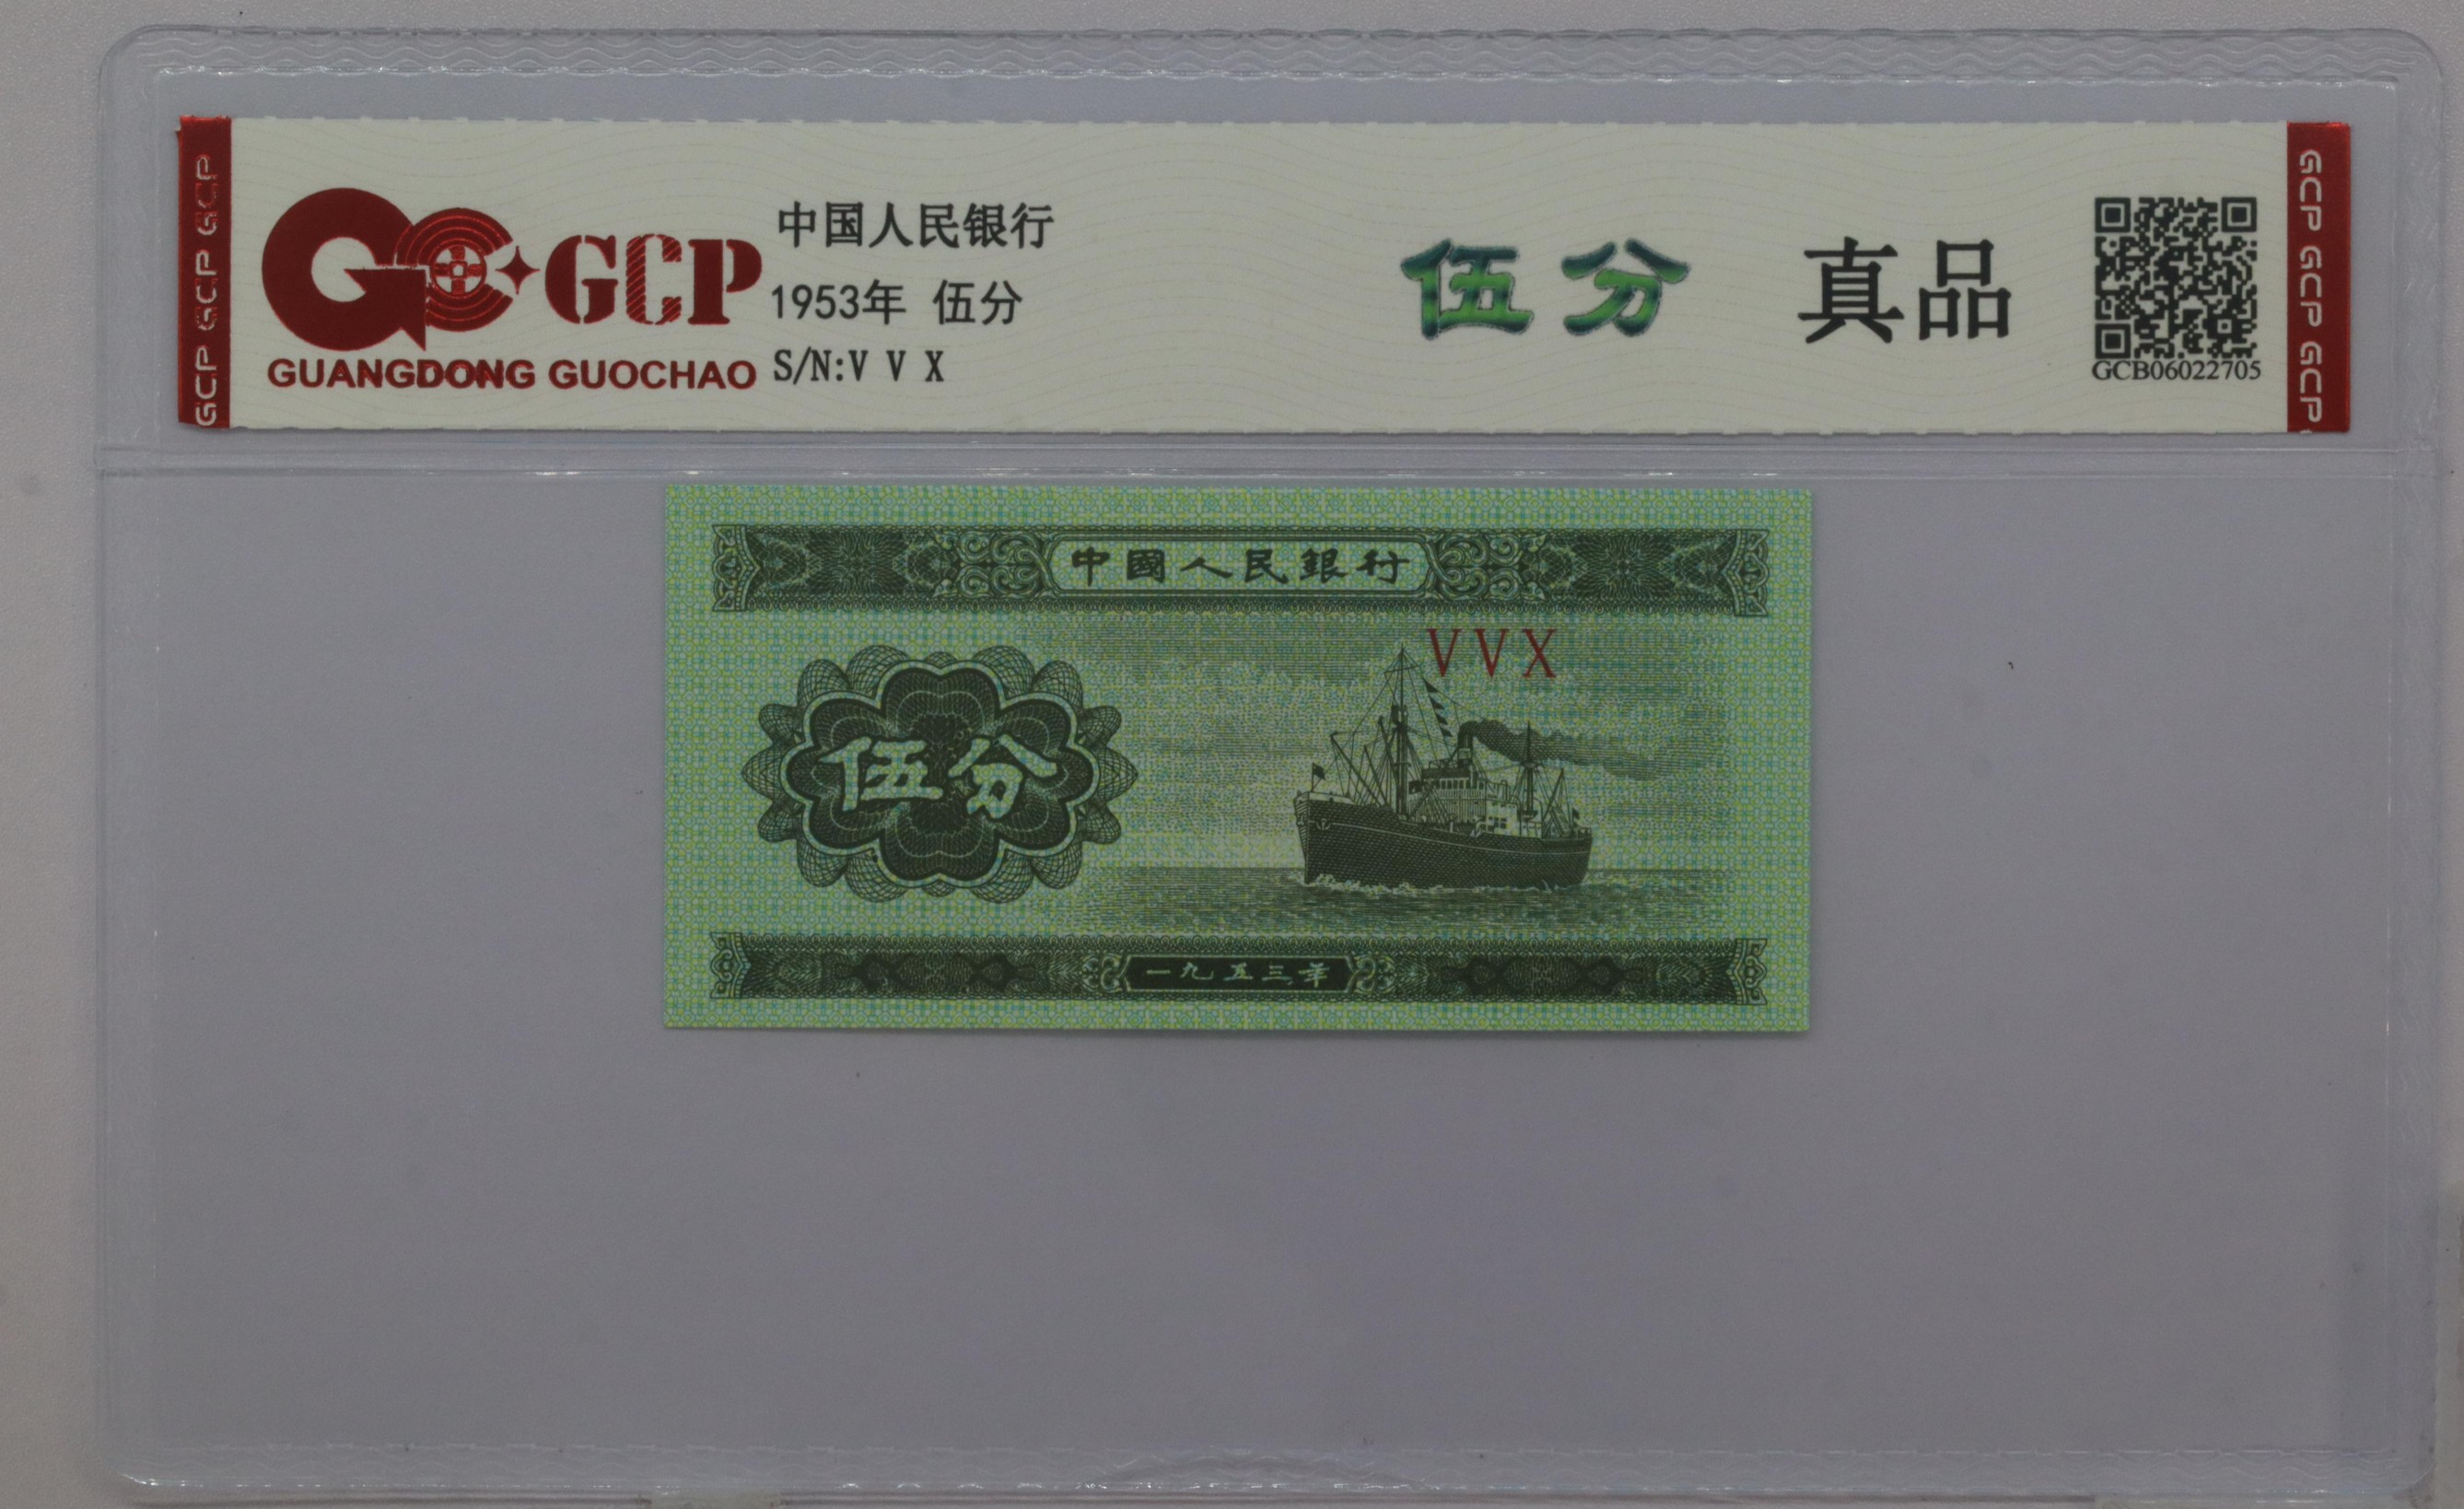 GCP GCP GCP
GCP
GUANGDONG GUOCHAO
中国人民银行
1953年 伍分
S/N:V V X
伍分 真品
GCB06022705
GCP GCP GCP
中國人民銀行
VVX
伍分
一九五三年